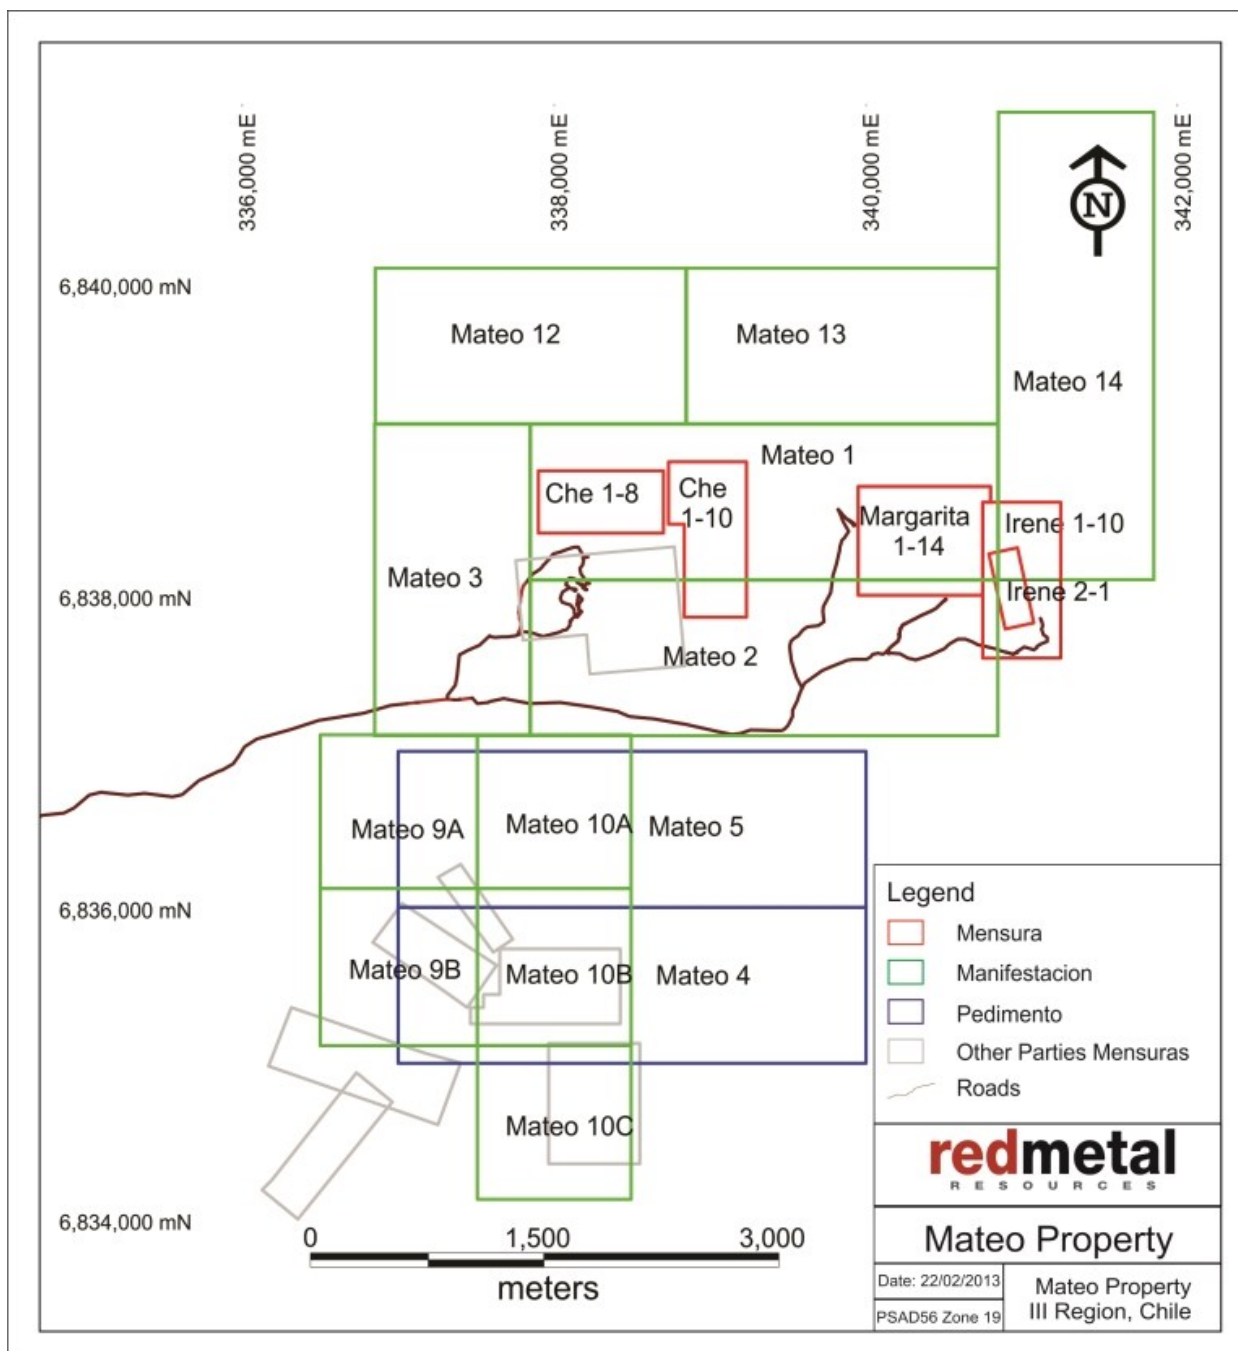 336,000 mE
338,000 mE
340,000 mE
342,000 mE
N
6,840,000 mN
Mateo 12
Mateo 13
Mateo 14
Mateo 1
Che 1-8
Che
1-10
Margarita
1-14
Irene 1-10
Mateo 3
6,838,000 mN
Irene 2-1
Mateo 2
Mateo 9A
Mateo 10A
Mateo 5
6,836,000 mN
Mateo 9B
Mateo 10B
Mateo 4
Mateo 10C
6,834,000 mN
0
1,500
3,000
meters
Legend
Mensura
Manifestacion
Pedimento
Other Parties Mensuras
Roads
redmetal
RESOURCES
Mateo Property
Date: 22/02/2013
PSAD56 Zone 19
Mateo Property
III Region, Chile